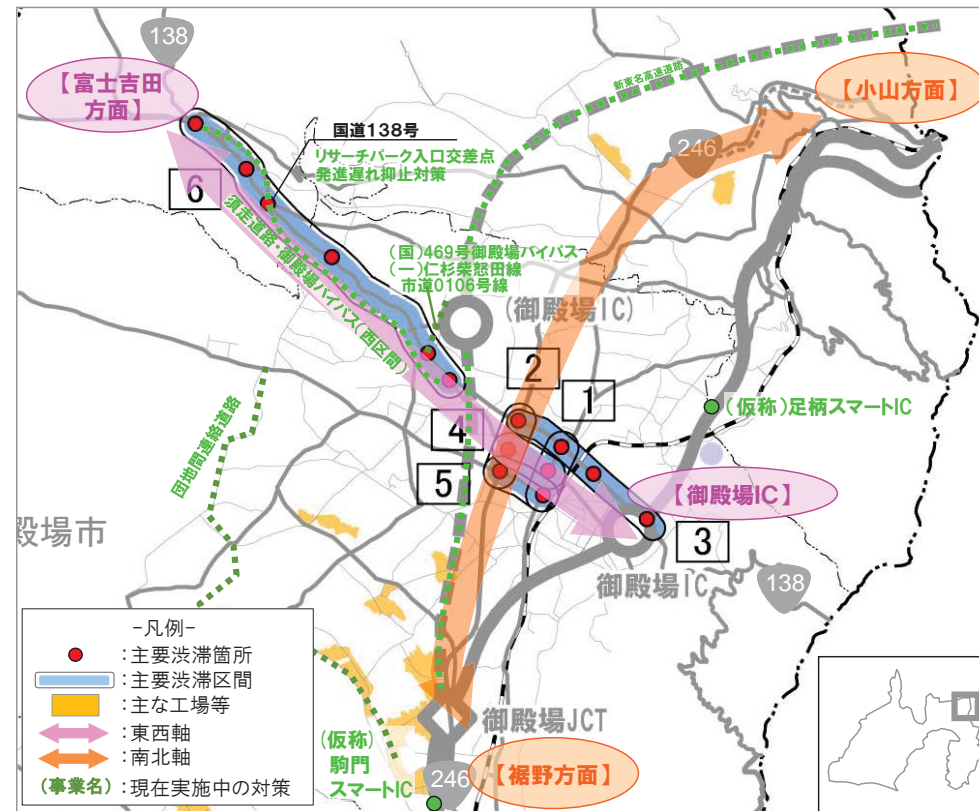 138
【富士吉田
方面】
新東名高速道路
【小山方面】
国道138号
リサーチパーク入口交差点
発進遅れ抑止対策
246
6
須走道路・御殿場バイパス(西区間)
(国)469号御殿場バイパス
(一)仁杉柴怒田線
市道0106号線
(御殿場IC)
2
1
4
(仮称)足柄スマートIC
団地間連絡道路
5
【御殿場IC】
殿場市
3
御殿場IC
138
-凡例-
:主要渋滞箇所
:主要渋滞区間
:主な工場等
:東西軸
:南北軸
(事業名):現在実施中の対策
御殿場JCT
(仮称)
駒門
スマートIC
246
【裾野方面】